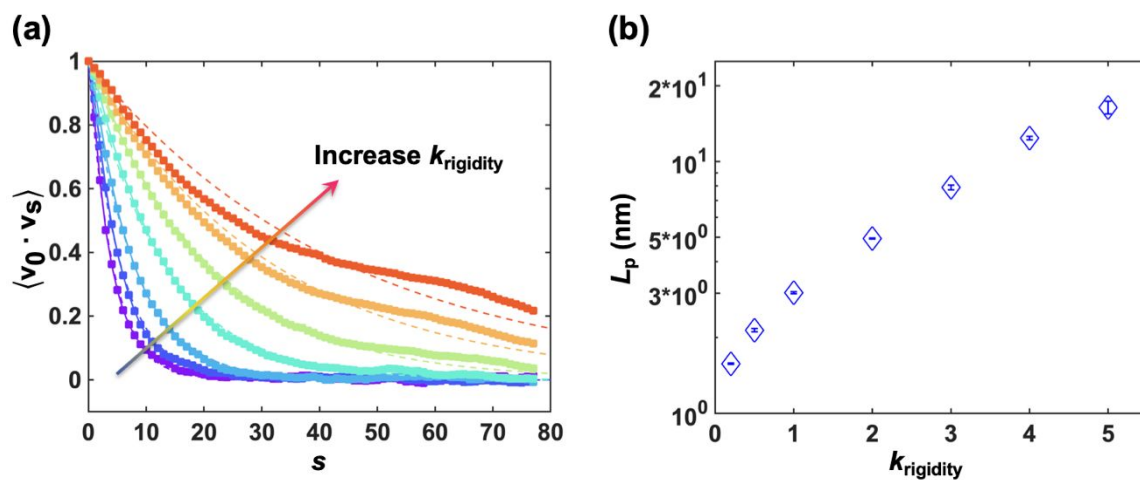 (a)
1
0.8
0.6
0.4
0.2
0
⟨v0 · vs⟩
Increase krigidity
0 10 20 30 40 50 60 70 80
s
(b)
2*10^1
10^1
5*10^0
3*10^0
10^0
Lp (nm)
0 1 2 3 4 5
krigidity